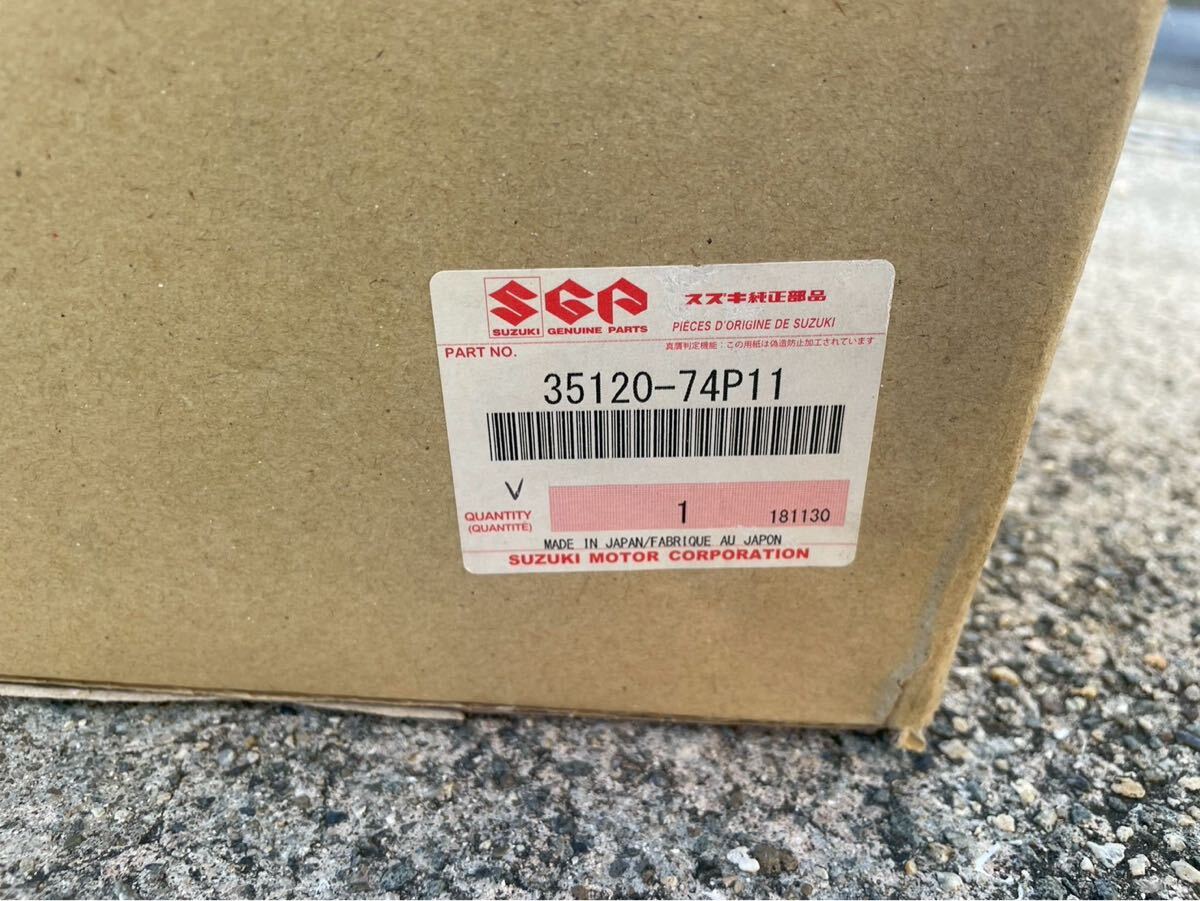 SGP
SUZUKI GENUINE PARTS
スズキ純正部品
PIÈCES D'ORIGINE DE SUZUKI
真贋判定機能：この用紙は偽造防止加工されています
PART NO.
35120-74P11
V
QUANTITY
(QUANTITÉ)
1 181130
MADE IN JAPAN/FABRIQUE AU JAPON
SUZUKI MOTOR CORPORATION